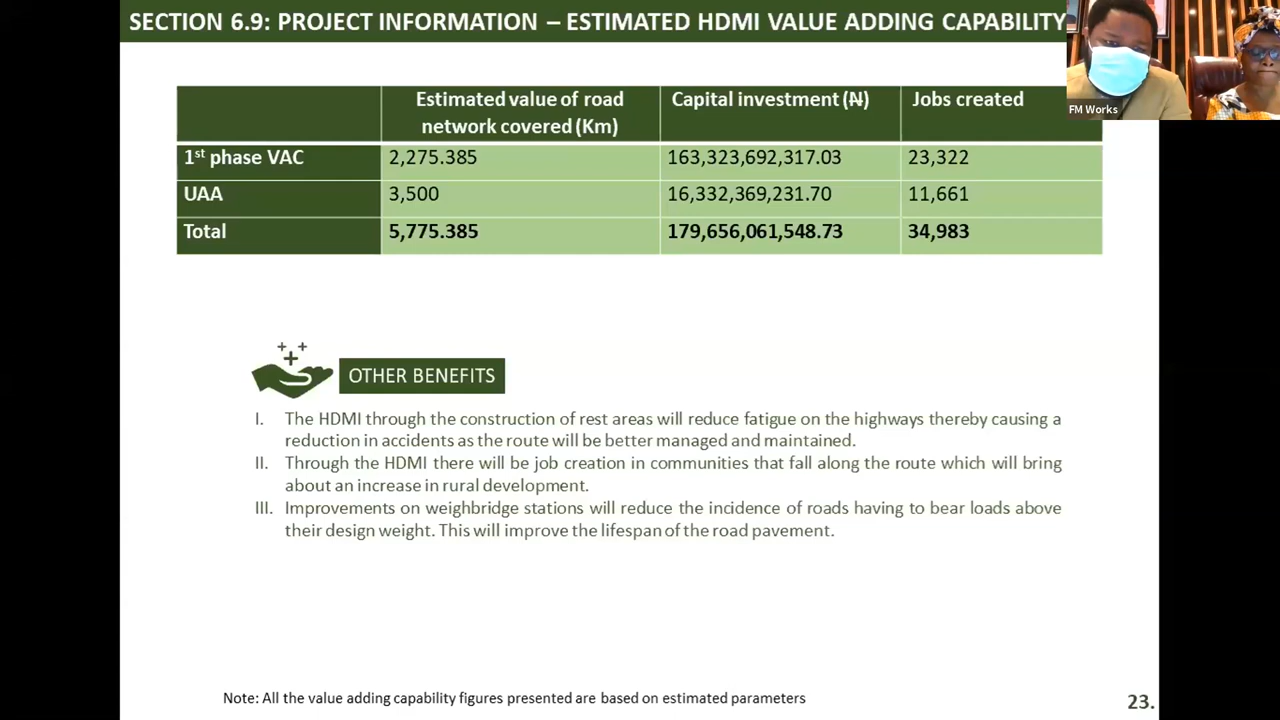 SECTION 6.9: PROJECT INFORMATION – ESTIMATED HDMI VALUE ADDING CAPABILITY
FM Works
Estimated value of road network covered (Km) Capital investment (₦) Jobs created
1st phase VAC 2,275.385 163,323,692,317.03 23,322
UAA 3,500 16,332,369,231.70 11,661
Total 5,775.385 179,656,061,548.73 34,983
OTHER BENEFITS
I. The HDMI through the construction of rest areas will reduce fatigue on the highways thereby causing a
reduction in accidents as the route will be better managed and maintained.
II. Through the HDMI there will be job creation in communities that fall along the route which will bring
about an increase in rural development.
III. Improvements on weighbridge stations will reduce the incidence of roads having to bear loads above
their design weight. This will improve the lifespan of the road pavement.
Note: All the value adding capability figures presented are based on estimated parameters
23.